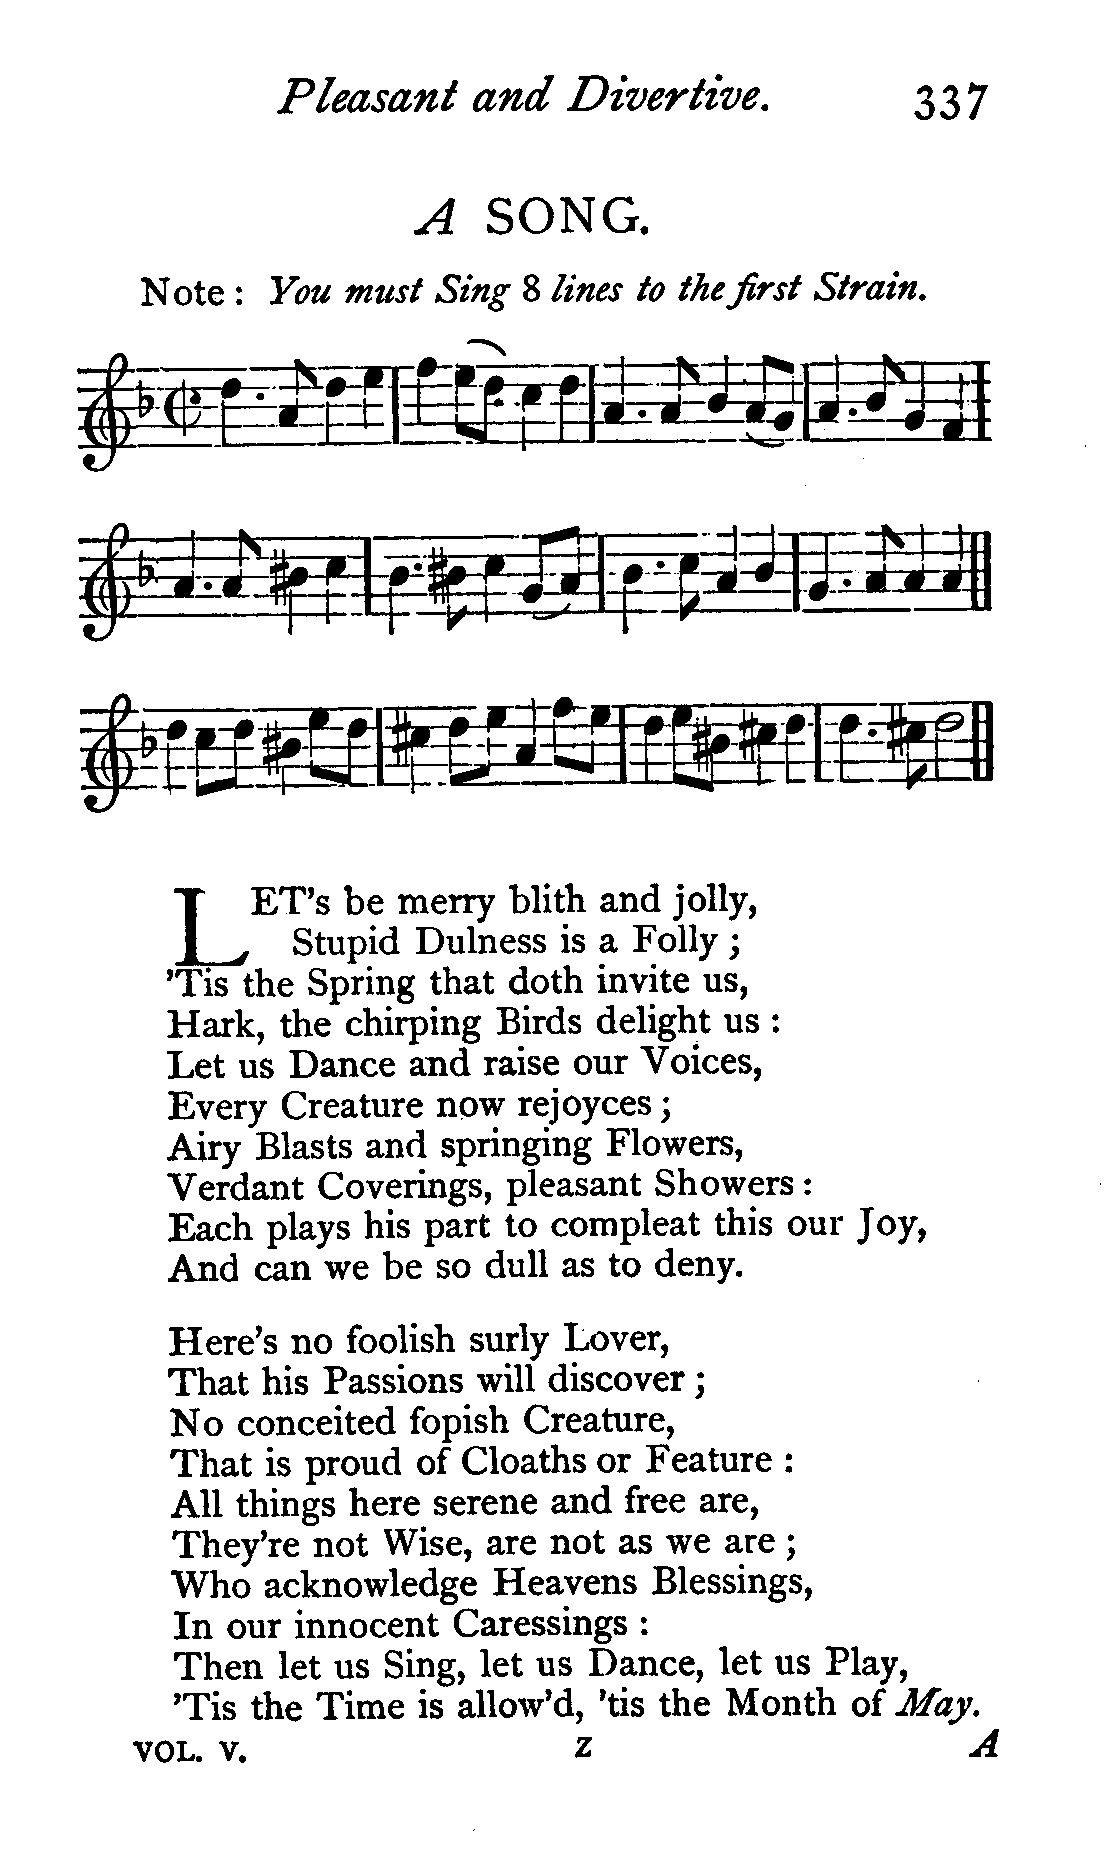 Pleasant and Divertive. 337
A SONG.
Note: You must Sing 8 lines to the first Strain.
LET's be merry blith and jolly,
Stupid Dulness is a Folly;
'Tis the Spring that doth invite us,
Hark, the chirping Birds delight us:
Let us Dance and raise our Voices,
Every Creature now rejoyces;
Airy Blasts and springing Flowers,
Verdant Coverings, pleasant Showers:
Each plays his part to compleat this our Joy,
And can we be so dull as to deny.
Here's no foolish surly Lover,
That his Passions will discover;
No conceited fopish Creature,
That is proud of Cloaths or Feature:
All things here serene and free are,
They're not Wise, are not as we are;
Who acknowledge Heavens Blessings,
In our innocent Caressings:
Then let us Sing, let us Dance, let us Play,
'Tis the Time is allow'd, 'tis the Month of May.
VOL. V. Z A